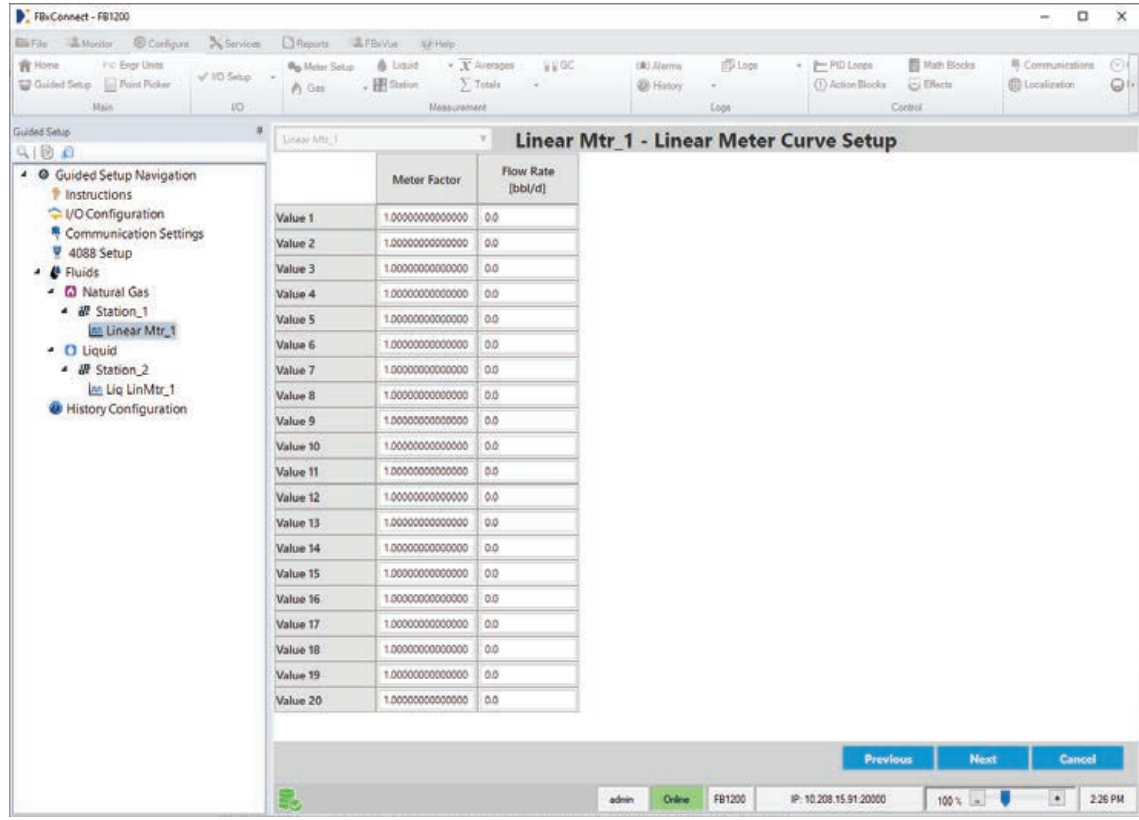 FBxConnect - FB1200
File Monitor Configure Services Reports FBxVue Help
Home Engr Units
Guided Setup Point Picker
I/O Setup
Meter Setup Liquid Averages GC
Gas Station Totals
Alarms Logs
History
PID Loops Math Blocks
Action Blocks Effects
Communications
Localization
Main I/O Measurement Logs Control
Guided Setup
Guided Setup Navigation
Instructions
I/O Configuration
Communication Settings
4088 Setup
Fluids
Natural Gas
Station_1
Linear Mtr_1
Liquid
Station_2
Liq LinMtr_1
History Configuration
Linear Mtr_1
Linear Mtr_1 - Linear Meter Curve Setup
Meter Factor Flow Rate
[bbl/d]
Value 1 1.00000000000000 0.0
Value 2 1.00000000000000 0.0
Value 3 1.00000000000000 0.0
Value 4 1.00000000000000 0.0
Value 5 1.00000000000000 0.0
Value 6 1.00000000000000 0.0
Value 7 1.00000000000000 0.0
Value 8 1.00000000000000 0.0
Value 9 1.00000000000000 0.0
Value 10 1.00000000000000 0.0
Value 11 1.00000000000000 0.0
Value 12 1.00000000000000 0.0
Value 13 1.00000000000000 0.0
Value 14 1.00000000000000 0.0
Value 15 1.00000000000000 0.0
Value 16 1.00000000000000 0.0
Value 17 1.00000000000000 0.0
Value 18 1.00000000000000 0.0
Value 19 1.00000000000000 0.0
Value 20 1.00000000000000 0.0
Previous Next Cancel
admin Online FB1200 IP: 10.208.15.91:20000 100 % 2:26 PM